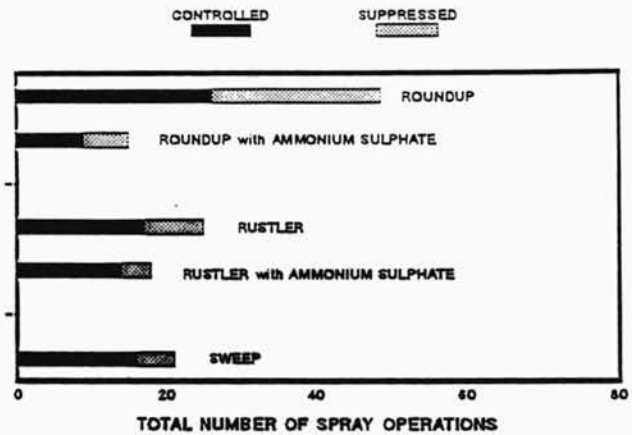 CONTROLLED SUPPRESSED
ROUNDUP
ROUNDUP with AMMONIUM SULPHATE
RUSTLER
RUSTLER with AMMONIUM SULPHATE
SWEEP
0 20 40 60 80
TOTAL NUMBER OF SPRAY OPERATIONS